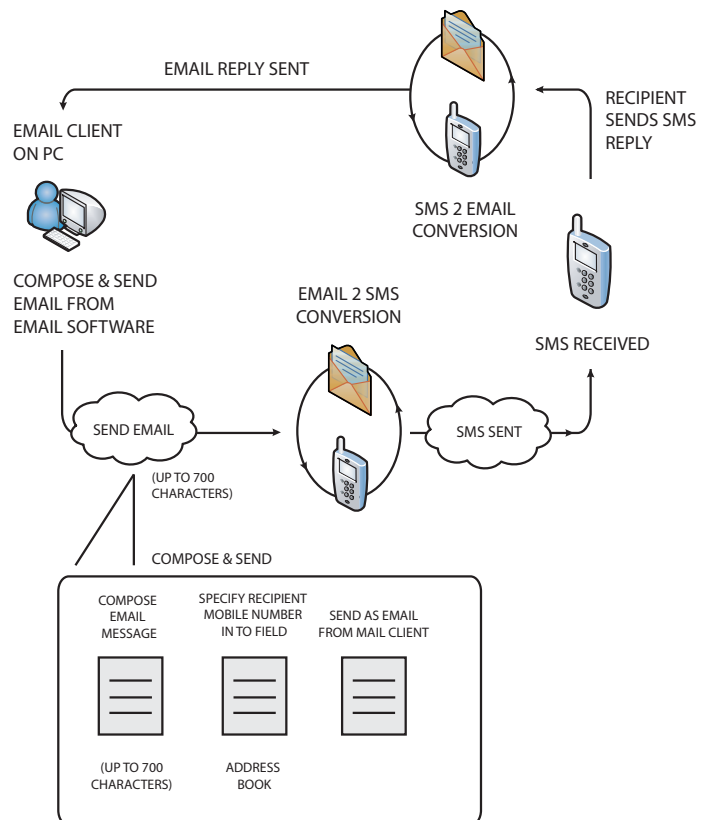 EMAIL REPLY SENT
RECIPIENT
SENDS SMS
REPLY
EMAIL CLIENT
ON PC
SMS 2 EMAIL
CONVERSION
COMPOSE & SEND
EMAIL FROM
EMAIL SOFTWARE
EMAIL 2 SMS
CONVERSION
SMS RECEIVED
SEND EMAIL
SMS SENT
(UP TO 700
CHARACTERS)
COMPOSE & SEND
COMPOSE
EMAIL
MESSAGE
SPECIFY RECIPIENT
MOBILE NUMBER
IN TO FIELD
SEND AS EMAIL
FROM MAIL CLIENT
(UP TO 700
CHARACTERS)
ADDRESS
BOOK